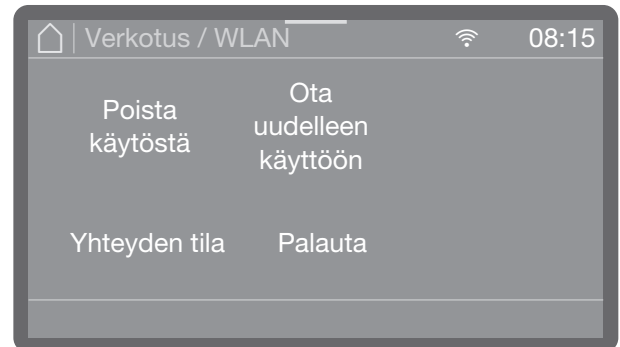 Verkotus / WLAN 08:15
Poista
käytöstä
Ota
uudelleen
käyttöön
Yhteyden tila Palauta